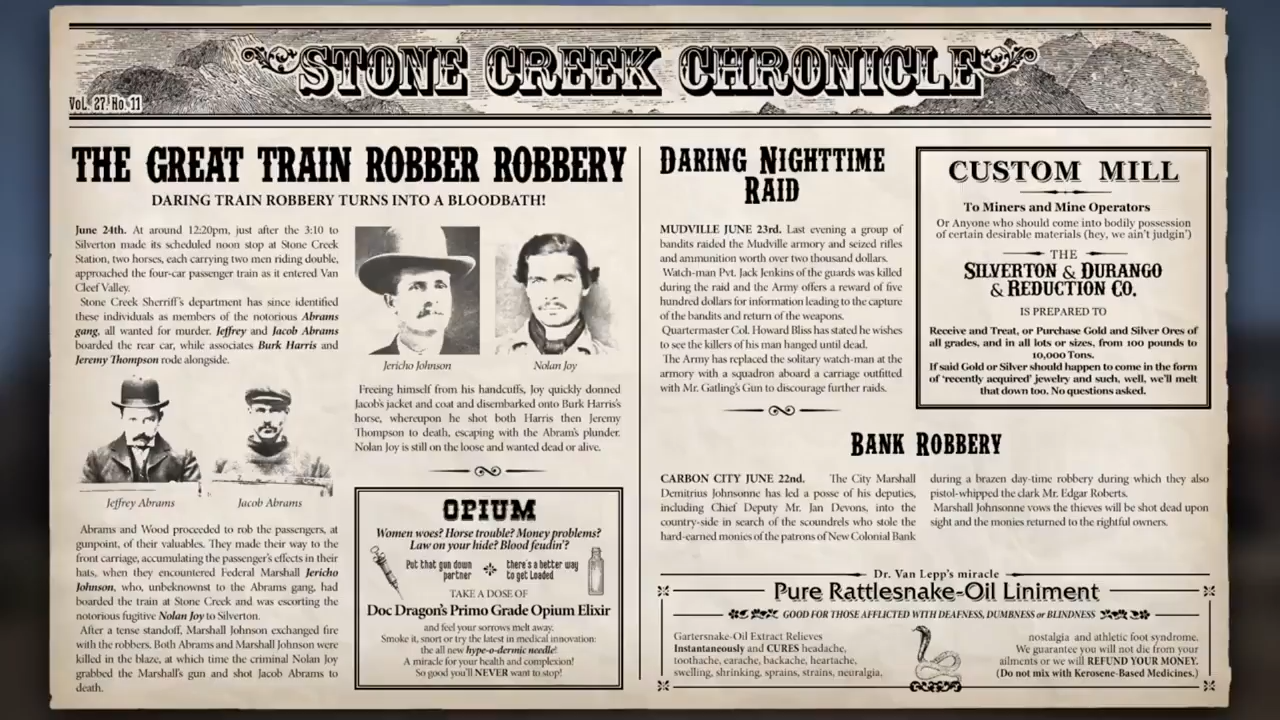 STONE CREEK CHRONICLE
Vol. 27. No. 11
THE GREAT TRAIN ROBBER ROBBERY
DARING TRAIN ROBBERY TURNS INTO A BLOODBATH!
June 24th. At around 12:20pm, just after the 3:10 to
Silverton made its scheduled noon stop at Stone Creek
Station, two horses, each carrying two men riding double,
approached the four-car passenger train as it entered Van
Cleef Valley.
Stone Creek Sherriff's department has since identified
these individuals as members of the notorious Abrams
gang, all wanted for murder. Jeffrey and Jacob Abrams
boarded the rear car, while associates Burk Harris and
Jeremy Thompson rode alongside.
Jeffrey Abrams
Jacob Abrams
Abrams and Wood proceeded to rob the passengers, at
gunpoint, of their valuables. They made their way to the
front carriage, accumulating the passenger's effects in their
hats, when they encountered Federal Marshall Jericho
Johnson, who, unbeknownst to the Abrams gang, had
boarded the train at Stone Creek and was escorting the
notorious fugitive Nolan Joy to Silverton.
After a tense standoff, Marshall Johnson exchanged fire
with the robbers. Both Abrams and Marshall Johnson were
killed in the blaze, at which time the criminal Nolan Joy
grabbed the Marshall's gun and shot Jacob Abrams to
death.
Jericho Johnson
Nolan Joy
Freeing himself from his handcuffs, Joy quickly donned
Jacob's jacket and coat and disembarked onto Burk Harris's
horse, whereupon he shot both Harris then Jeremy
Thompson to death, escaping with the Abram's plunder.
Nolan Joy is still on the loose and wanted dead or alive.
OPIUM
Women woes? Horse trouble? Money problems?
Law on your hide? Blood feudin'?
Put that gun down
partner
there's a better way
to get Loaded
TAKE A DOSE OF
Doc Dragon's Primo Grade Opium Elixir
and feel your sorrows melt away.
Smoke it, snort or try the latest in medical innovation:
the all new hype-o-dermic needle!
A miracle for your health and complexion!
So good you'll NEVER want to stop!
DARING NIGHTTIME
RAID
MUDVILLE JUNE 23rd. Last evening a group of
bandits raided the Mudville armory and seized rifles
and ammunition worth over two thousand dollars.
Watch-man Pvt. Jack Jenkins of the guards was killed
during the raid and the Army offers a reward of five
hundred dollars for information leading to the capture
of the bandits and return of the weapons.
Quartermaster Col. Howard Bliss has stated he wishes
to see the killers of his man hanged until dead.
The Army has replaced the solitary watch-man at the
armory with a squadron aboard a carriage outfitted
with Mr. Gatling's Gun to discourage further raids.
CUSTOM MILL
To Miners and Mine Operators
Or Anyone who should come into bodily possession
of certain desirable materials (hey, we ain't judgin')
THE
SILVERTON & DURANGO
& REDUCTION CO.
IS PREPARED TO
Receive and Treat, or Purchase Gold and Silver Ores of
all grades, and in all lots or sizes, from 100 pounds to
10,000 Tons.
If said Gold or Silver should happen to come in the form
of 'recently acquired' jewelry and such, well, we'll melt
that down too. No questions asked.
BANK ROBBERY
CARBON CITY JUNE 22nd. The City Marshall
Demitrius Johnsonne has led a posse of his deputies,
including Chief Deputy Mr. Jan Devons, into the
country-side in search of the scoundrels who stole the
hard-earned monies of the patrons of New Colonial Bank
during a brazen day-time robbery during which they also
pistol-whipped the clark Mr. Edgar Roberts.
Marshall Johnsonne vows the thieves will be shot dead upon
sight and the monies returned to the rightful owners.
Dr. Van Lepp's miracle
Pure Rattlesnake-Oil Liniment
GOOD FOR THOSE AFFLICTED WITH DEAFNESS, DUMBNESS or BLINDNESS
Gartersnake-Oil Extract Relieves
Instantaneously and CURES headache,
toothache, earache, backache, heartache,
swelling, shrinking, sprains, strains, neuralgia,
nostalgia and athletic foot syndrome.
We guarantee you will not die from your
ailments or we will REFUND YOUR MONEY.
(Do not mix with Kerosene-Based Medicines.)